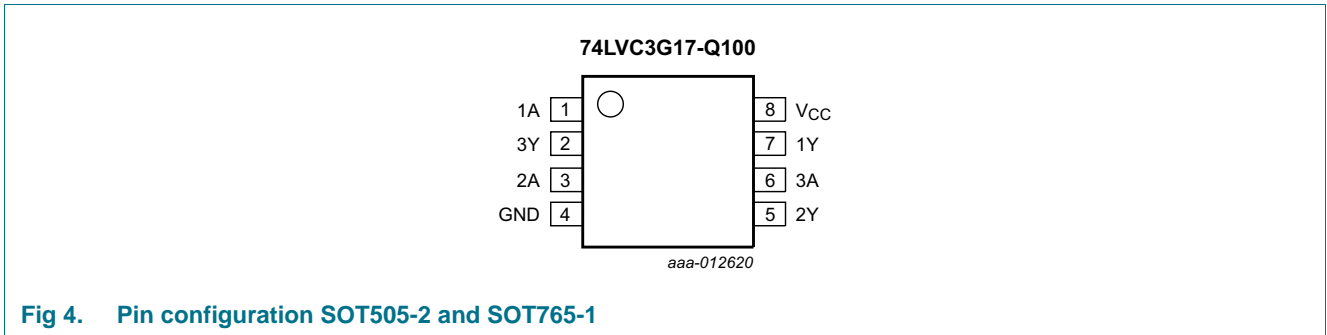 74LVC3G17-Q100
1A 1 8 VCC
3Y 2 7 1Y
2A 3 6 3A
GND 4 5 2Y
aaa-012620
Fig 4. Pin configuration SOT505-2 and SOT765-1